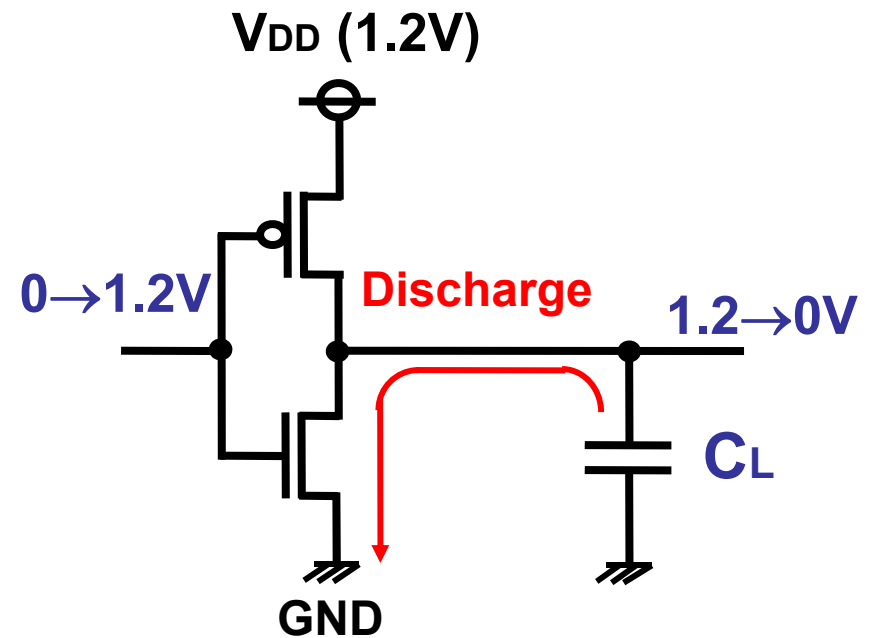 VDD (1.2V)
0→1.2V
Discharge
1.2→0V
CL
GND